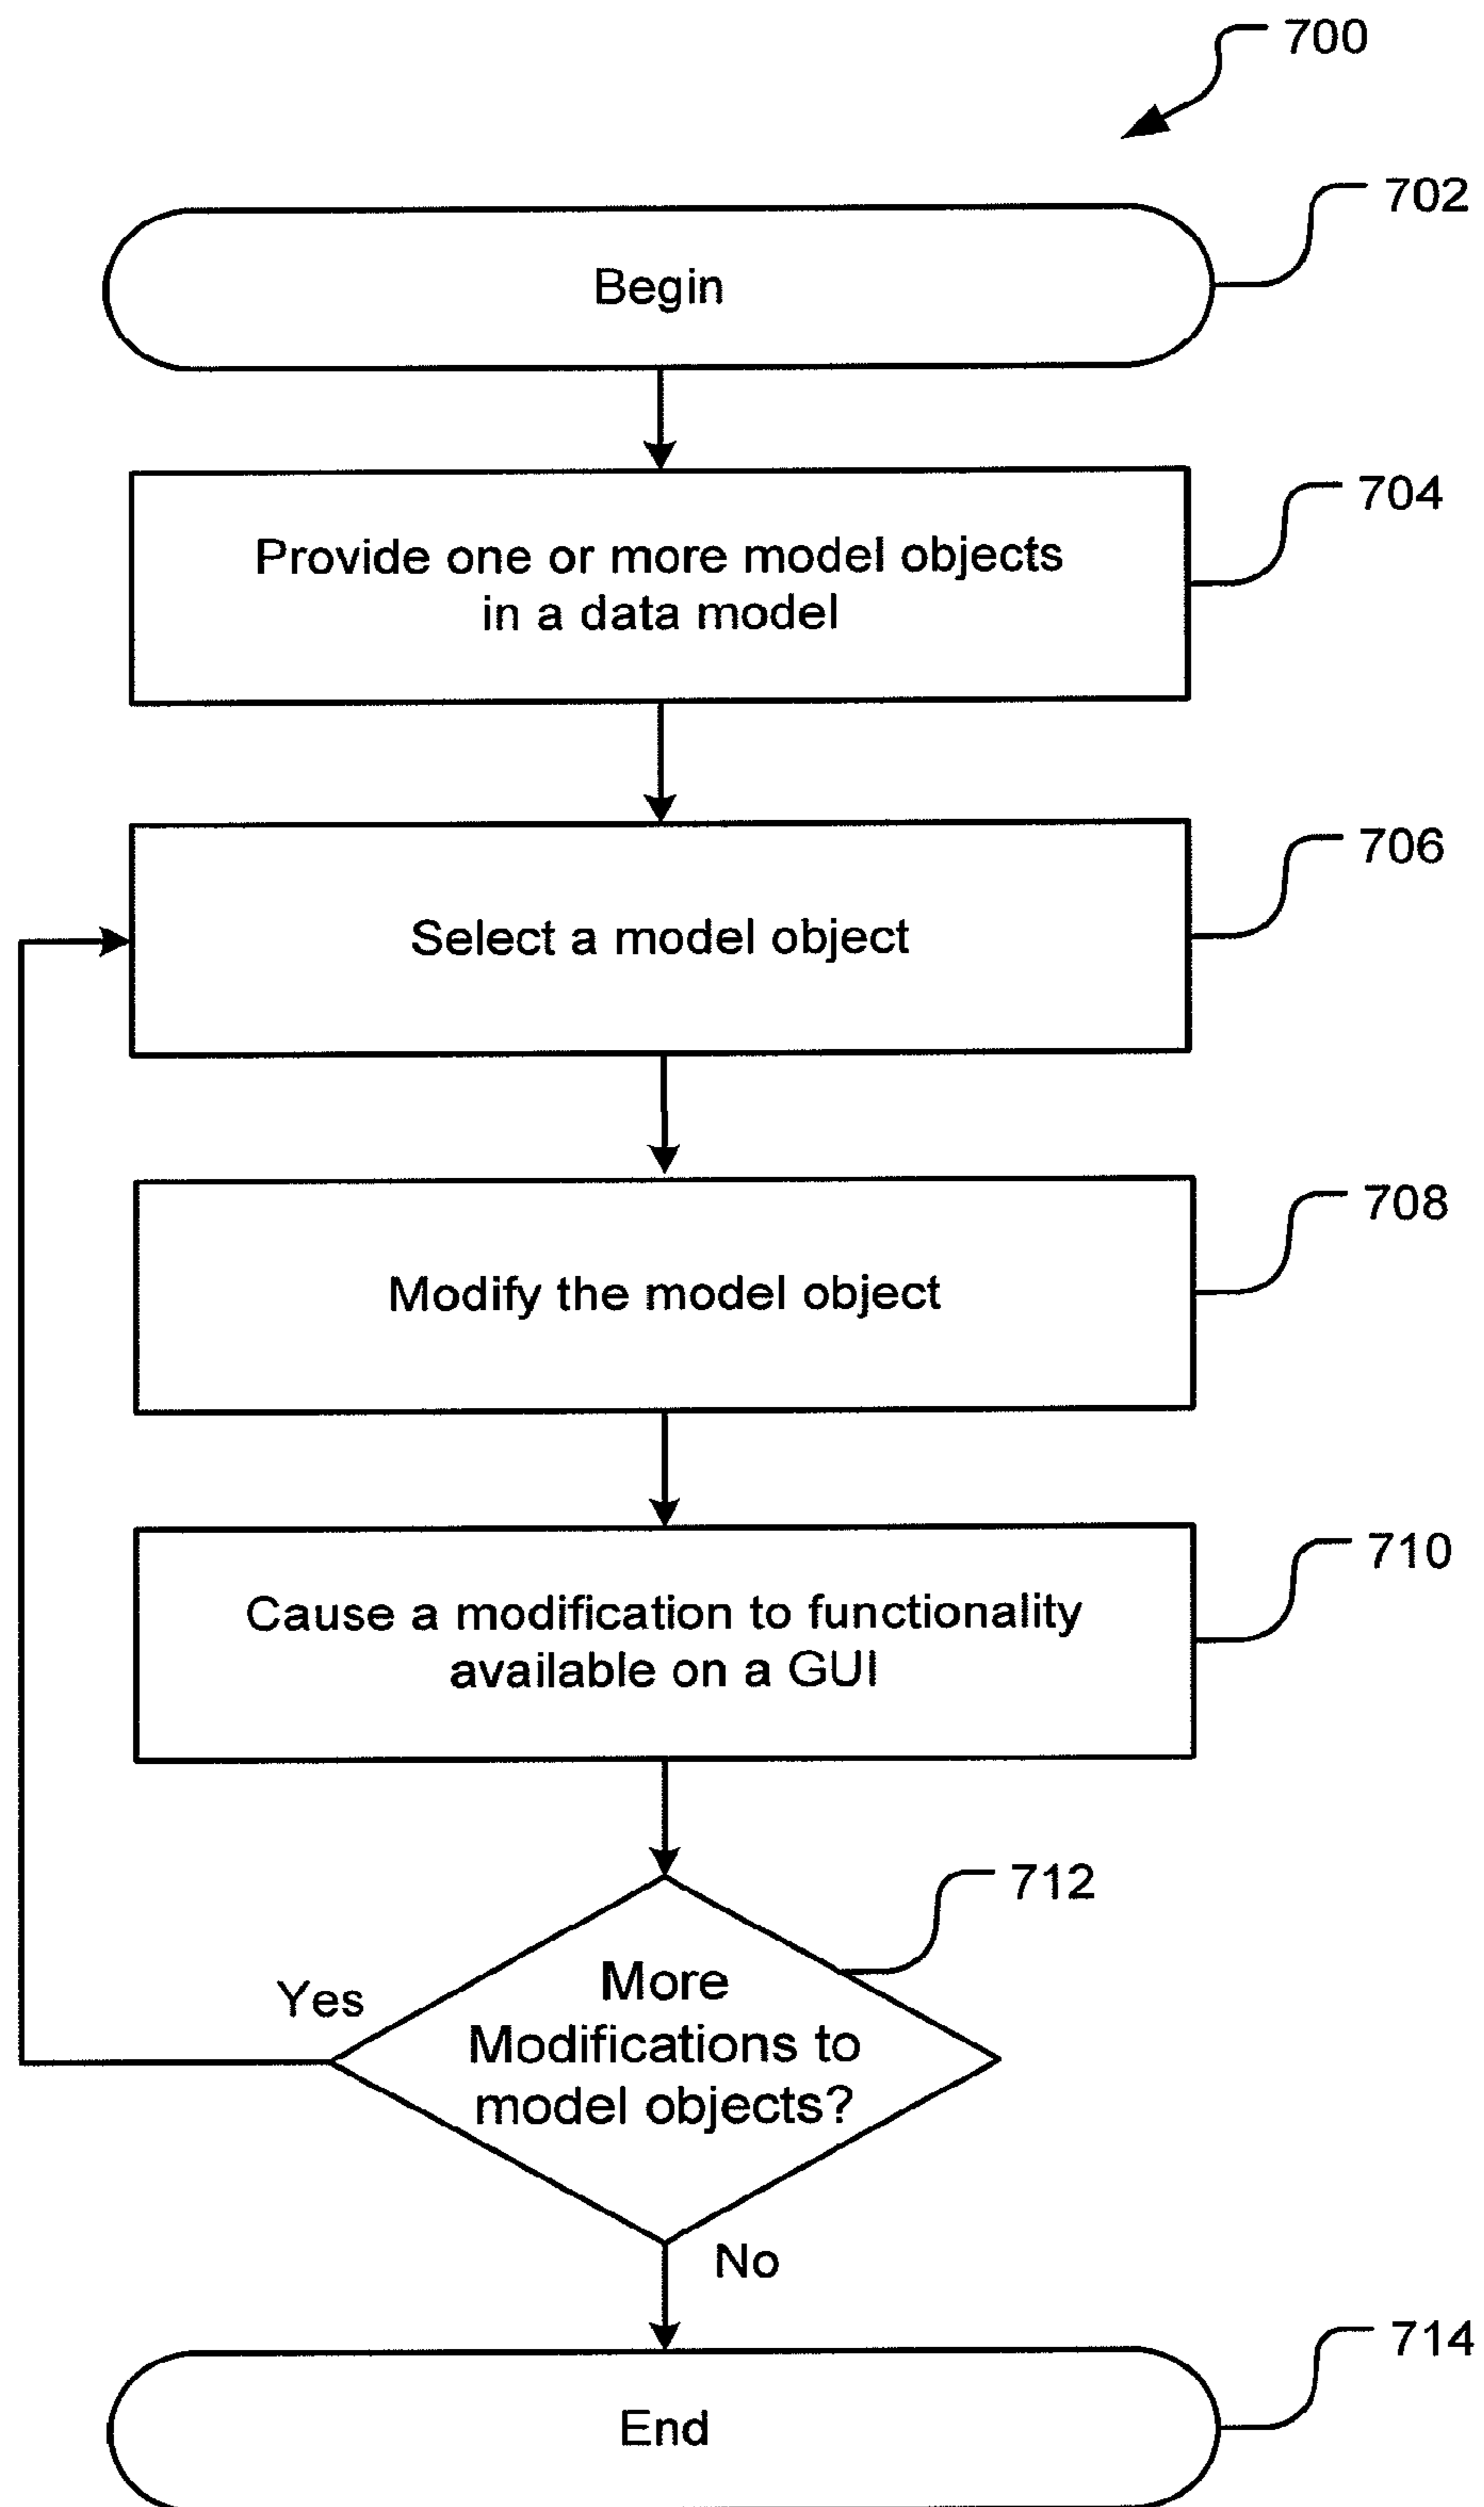 700
702
Begin
704
Provide one or more model objects
in a data model
706
Select a model object
708
Modify the model object
710
Cause a modification to functionality
available on a GUI
712
Yes
More
Modifications to
model objects?
No
714
End